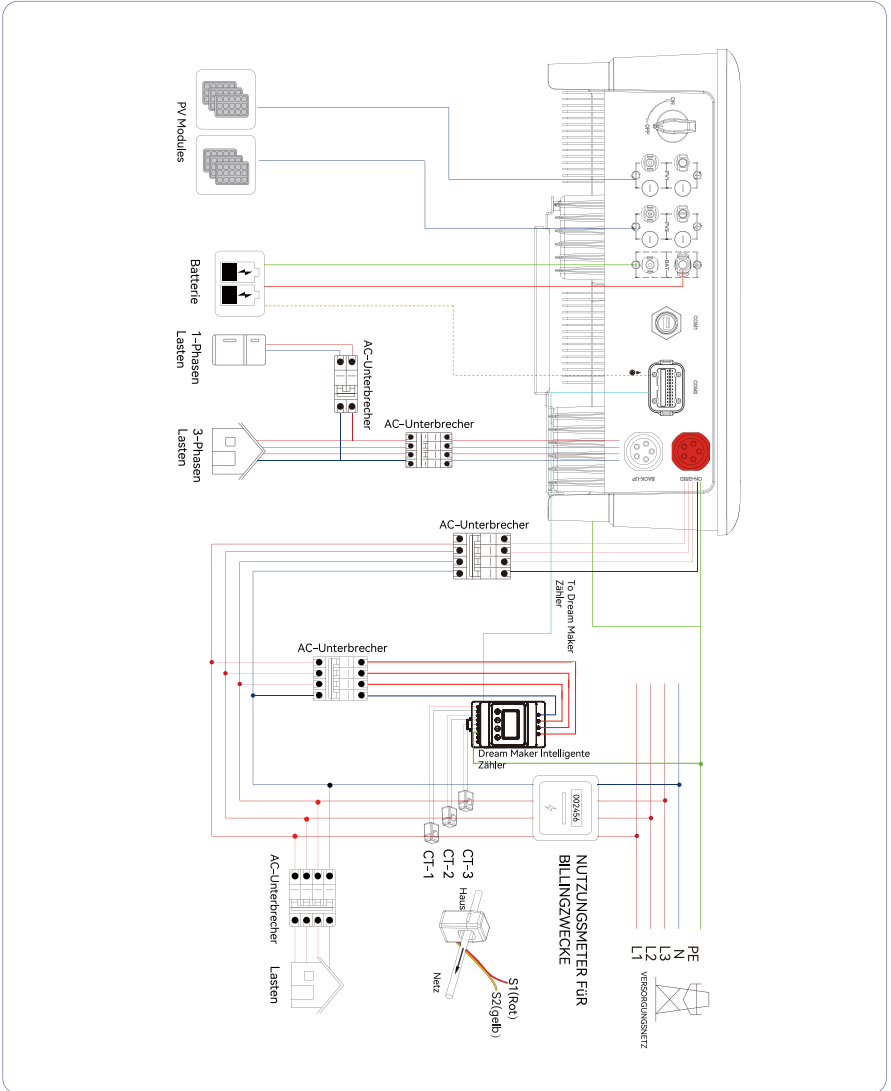 PV Modules
Batterie
1-Phasen
Lasten
3-Phasen
Lasten
AC-Unterbrecher
AC-Unterbrecher
ON
OFF
PV1
PV2
BAT
COM1
COM2
BACK-UP
ON-GRID
AC-Unterbrecher
To Dream Maker
Zähler
AC-Unterbrecher
Dream Maker Intelligente
Zähler
002456
NUTZUNGSMETER FÜR
BILLINGZWECKE
CT-3
CT-2
CT-1
Haus
Netz
S1(Rot)
S2(gelb)
AC-Unterbrecher
Lasten
PE
N
L3
L2
L1
VERSORGUNGSNETZ